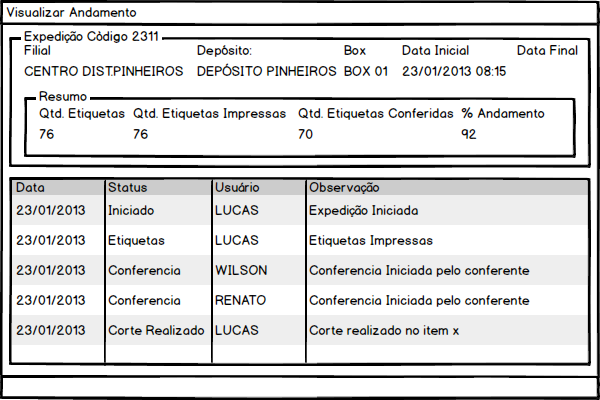 Visualizar Andamento
Expedição Còdigo 2311
Filial Depósito: Box Data Inicial Data Final
CENTRO DIST.PINHEIROS DEPÓSITO PINHEIROS BOX 01 23/01/2013 08:15
Resumo
Qtd. Etiquetas Qtd. Etiquetas Impressas Qtd. Etiquetas Conferidas % Andamento
76 76 70 92
Data Status Usuário Observação
23/01/2013 Iniciado LUCAS Expedição Iniciada
23/01/2013 Etiquetas LUCAS Etiquetas Impressas
23/01/2013 Conferencia WILSON Conferencia Iniciada pelo conferente
23/01/2013 Conferencia RENATO Conferencia Iniciada pelo conferente
23/01/2013 Corte Realizado LUCAS Corte realizado no item x